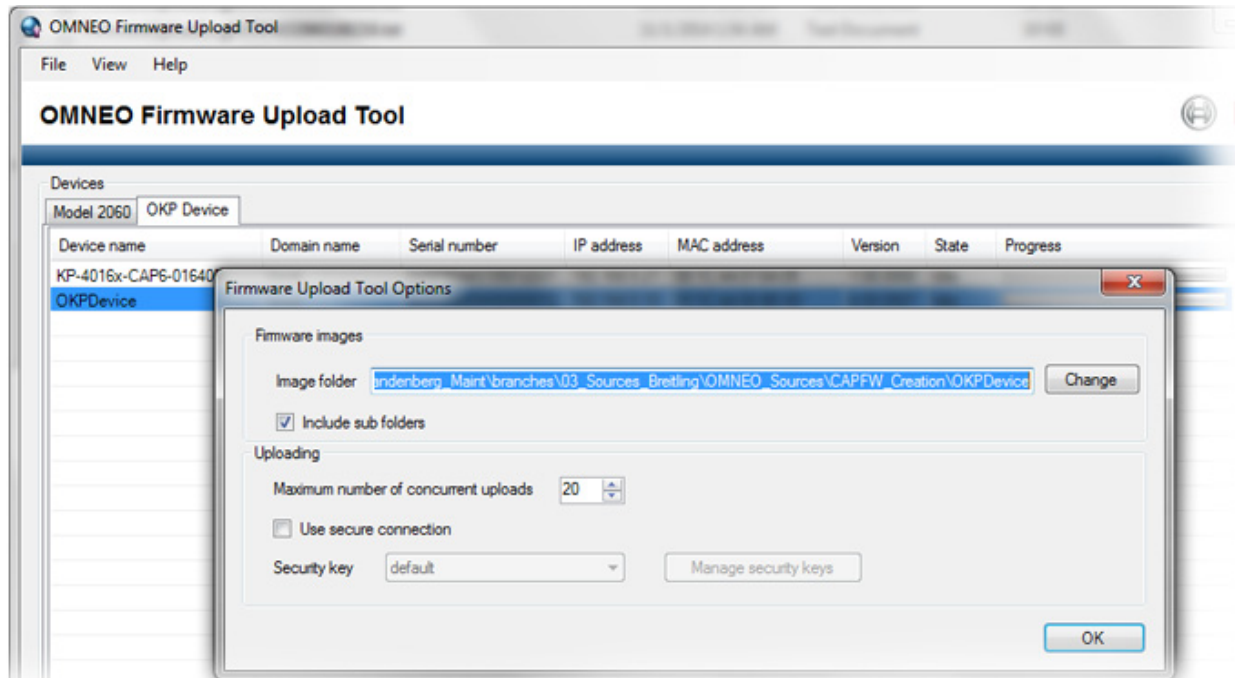 OMNEO Firmware Upload Tool
File View Help
OMNEO Firmware Upload Tool
Devices
Model 2060 OKP Device
Device name Domain name Serial number IP address MAC address Version State Progress
KP-4016x-CAP6-0164
OKPDevice
Firmware Upload Tool Options
Firmware images
Image folder andenberg_Maint\branches\03_Sources_Breitling\OMNEO_Sources\CAPFW_Creation\OKPDevice Change
Include sub folders
Uploading
Maximum number of concurrent uploads 20
Use secure connection
Security key default Manage security keys
OK